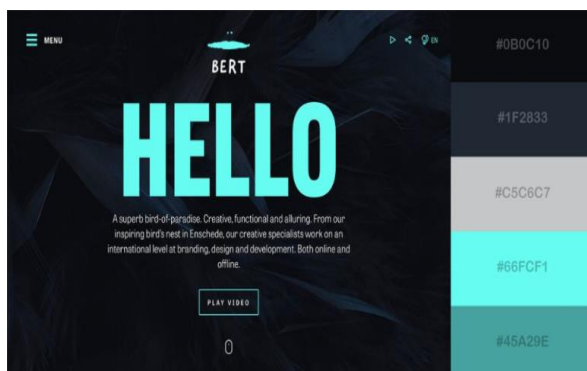 MENU
EN
BERT
HELLO
A superb bird-of-paradise. Creative, functional and alluring. From our
inspiring bird's nest in Enschede, our creative specialists work on an
international level at branding, design and development. Both online and
offline.
PLAY VIDEO
#0B0C10
#1F2833
#C5C6C7
#66FCF1
#45A29E